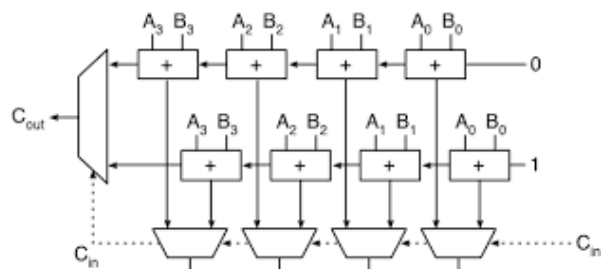 A3 B3 A2 B2 A1 B1 A0 B0
+ + + + 0
Cout
A3 B3 A2 B2 A1 B1 A0 B0
+ + + + 1
Cin Cin